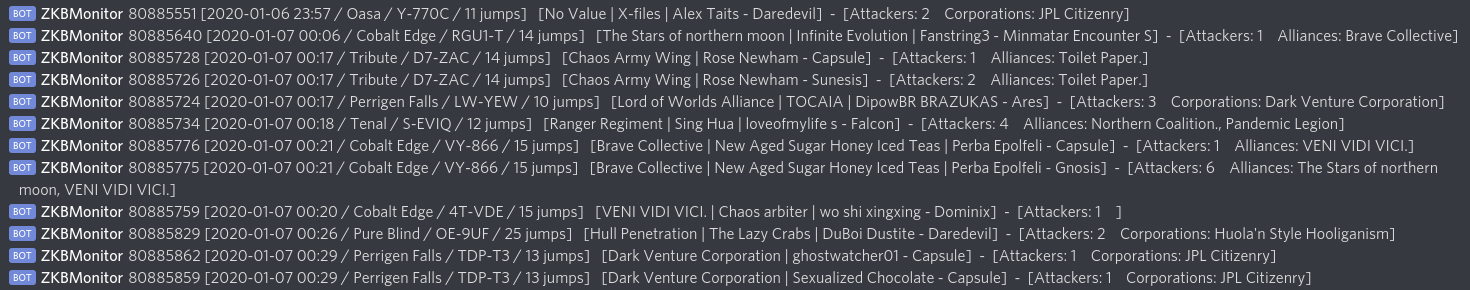 BOT ZKBMonitor 80885551 [2020-01-06 23:57 / Oasa / Y-770C / 11 jumps] [No Value | X-files | Alex Taits - Daredevil] - [Attackers: 2 Corporations: JPL Citizenry]
BOT ZKBMonitor 80885640 [2020-01-07 00:06 / Cobalt Edge / RGU1-T / 14 jumps] [The Stars of northern moon | Infinite Evolution | Fanstring3 - Minmatar Encounter S] - [Attackers: 1 Alliances: Brave Collective]
BOT ZKBMonitor 80885728 [2020-01-07 00:17 / Tribute / D7-ZAC / 14 jumps] [Chaos Army Wing | Rose Newham - Capsule] - [Attackers: 1 Alliances: Toilet Paper.]
BOT ZKBMonitor 80885726 [2020-01-07 00:17 / Tribute / D7-ZAC / 14 jumps] [Chaos Army Wing | Rose Newham - Sunesis] - [Attackers: 2 Alliances: Toilet Paper.]
BOT ZKBMonitor 80885724 [2020-01-07 00:17 / Perrigen Falls / LW-YEW / 10 jumps] [Lord of Worlds Alliance | TOCAIA | DipowBR BRAZUKAS - Ares] - [Attackers: 3 Corporations: Dark Venture Corporation]
BOT ZKBMonitor 80885734 [2020-01-07 00:18 / Tenal / S-EVIQ / 12 jumps] [Ranger Regiment | Sing Hua | loveofmylife s - Falcon] - [Attackers: 4 Alliances: Northern Coalition., Pandemic Legion]
BOT ZKBMonitor 80885776 [2020-01-07 00:21 / Cobalt Edge / VY-866 / 15 jumps] [Brave Collective | New Aged Sugar Honey Iced Teas | Perba Epolfeli - Capsule] - [Attackers: 1 Alliances: VENI VIDI VICI.]
BOT ZKBMonitor 80885775 [2020-01-07 00:21 / Cobalt Edge / VY-866 / 15 jumps] [Brave Collective | New Aged Sugar Honey Iced Teas | Perba Epolfeli - Gnosis] - [Attackers: 6 Alliances: The Stars of northern
moon, VENI VIDI VICI.]
BOT ZKBMonitor 80885759 [2020-01-07 00:20 / Cobalt Edge / 4T-VDE / 15 jumps] [VENI VIDI VICI. | Chaos arbiter | wo shi xingxing - Dominix] - [Attackers: 1 ]
BOT ZKBMonitor 80885829 [2020-01-07 00:26 / Pure Blind / OE-9UF / 25 jumps] [Hull Penetration | The Lazy Crabs | DuBoi Dustite - Daredevil] - [Attackers: 2 Corporations: Huola'n Style Hooliganism]
BOT ZKBMonitor 80885862 [2020-01-07 00:29 / Perrigen Falls / TDP-T3 / 13 jumps] [Dark Venture Corporation | ghostwatcher01 - Capsule] - [Attackers: 1 Corporations: JPL Citizenry]
BOT ZKBMonitor 80885859 [2020-01-07 00:29 / Perrigen Falls / TDP-T3 / 13 jumps] [Dark Venture Corporation | Sexualized Chocolate - Capsule] - [Attackers: 1 Corporations: JPL Citizenry]